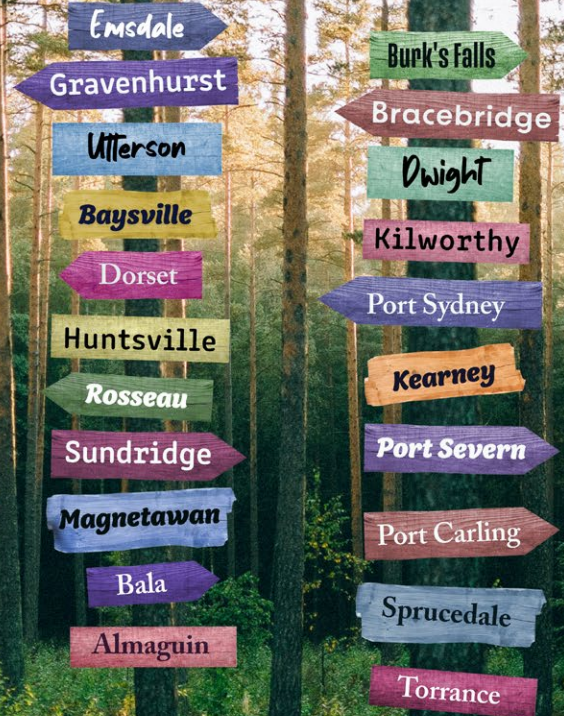 Emsdale
Gravenhurst
Utterson
Baysville
Dorset
Huntsville
Rosseau
Sundridge
Magnetawan
Bala
Almaguin
Burk's Falls
Bracebridge
Dwight
Kilworthy
Port Sydney
Kearney
Port Severn
Port Carling
Sprucedale
Torrance